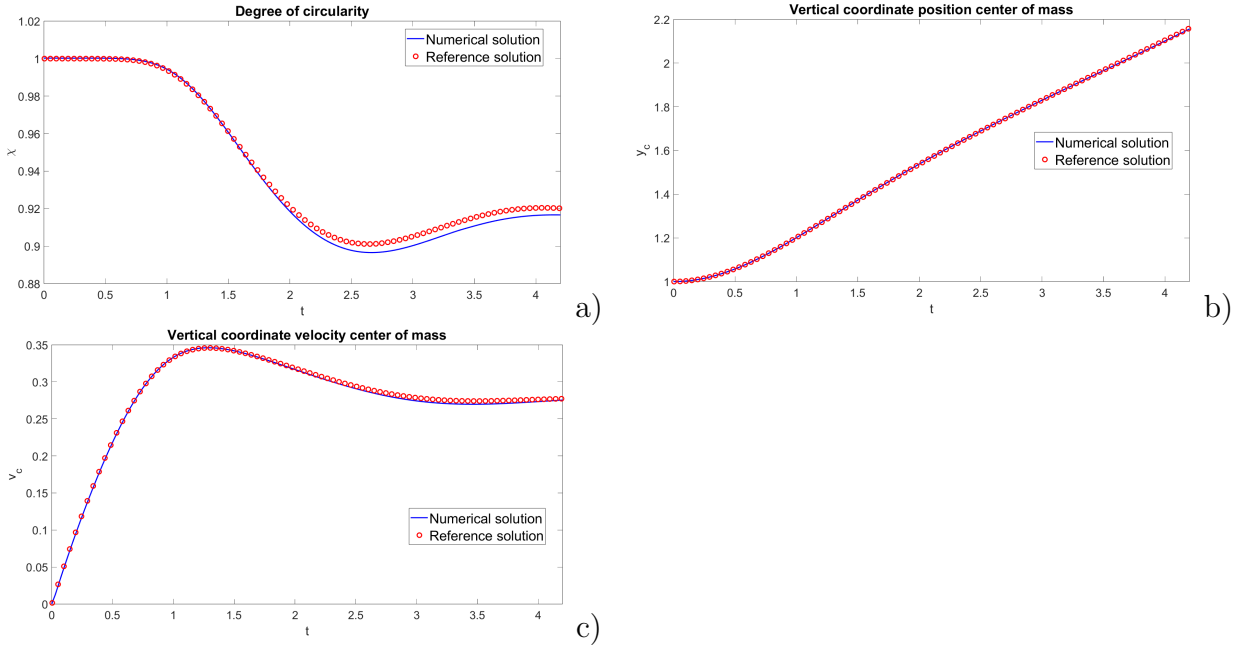 Degree of circularity
1.02
1
0.98
0.96
0.94
0.92
0.9
0.88
χ
0
0.5
1
1.5
2
2.5
3
3.5
4
t
Numerical solution
Reference solution
a)
Vertical coordinate position center of mass
2.2
2
1.8
1.6
1.4
1.2
1
y_c
0
0.5
1
1.5
2
2.5
3
3.5
4
t
Numerical solution
Reference solution
b)
Vertical coordinate velocity center of mass
0.35
0.3
0.25
0.2
0.15
0.1
0.05
0
v_c
0
0.5
1
1.5
2
2.5
3
3.5
4
t
Numerical solution
Reference solution
c)